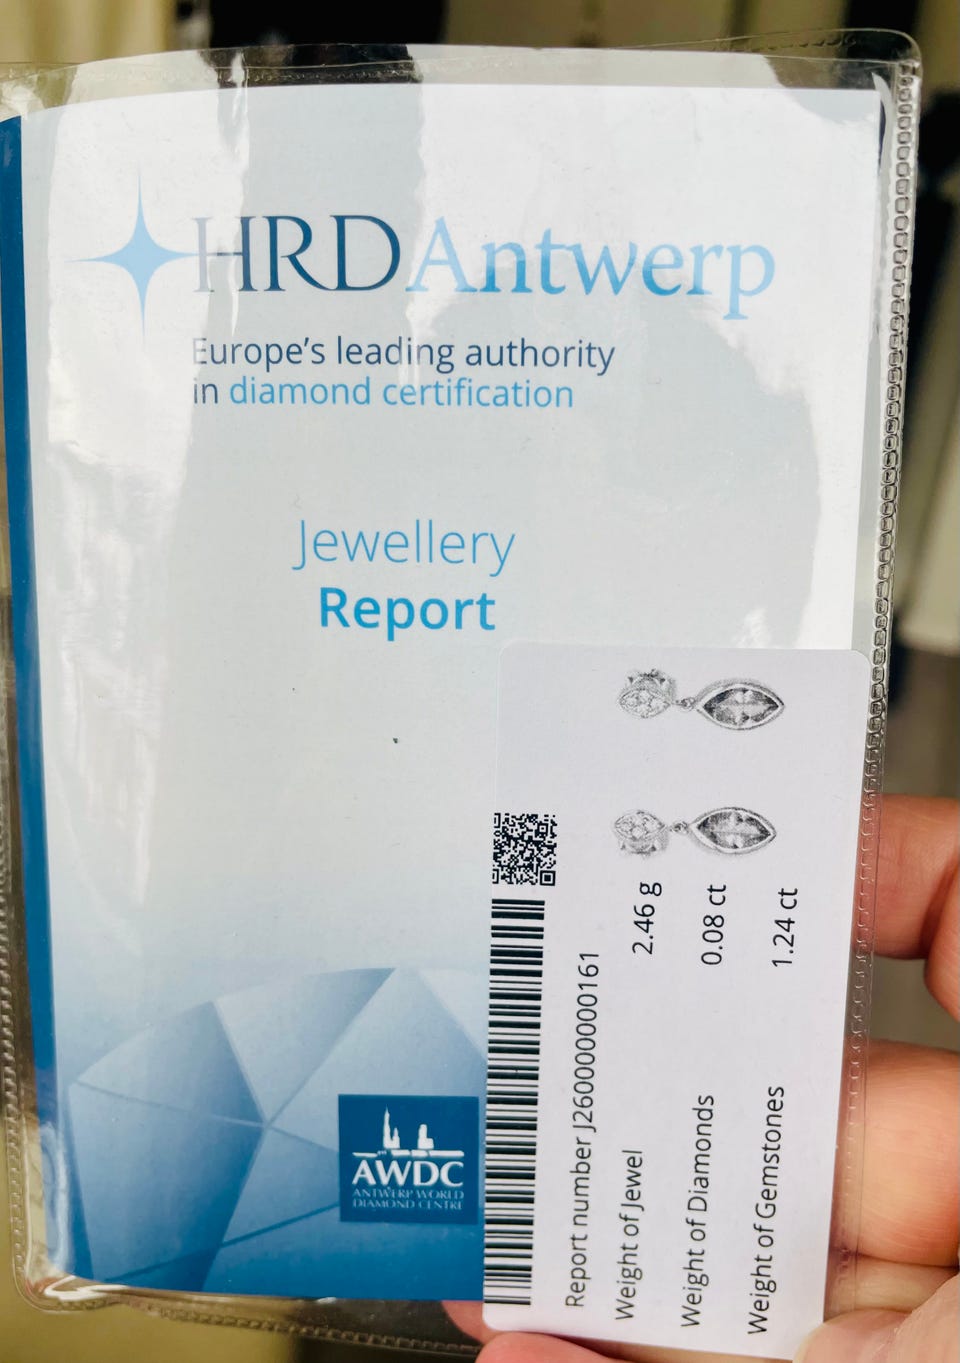 HRD Antwerp
Europe's leading authority
in diamond certification
Jewellery
Report
AWDC
ANTWERP WORLD
DIAMOND CENTRE
Report number J260000000161
Weight of Jewel 2.46 g
Weight of Diamonds 0.08 ct
Weight of Gemstones 1.24 ct